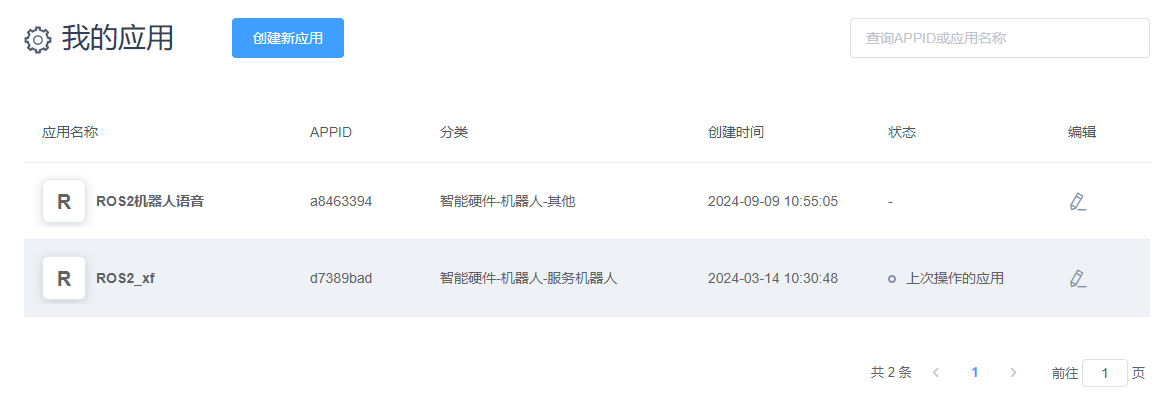 我的应用 创建新应用 查询APPID或应用名称
应用名称 APPID 分类 创建时间 状态 编辑
R ROS2机器人语音 a8463394 智能硬件-机器人-其他 2024-09-09 10:55:05 -
R ROS2_xf d7389bad 智能硬件-机器人-服务机器人 2024-03-14 10:30:48 上次操作的应用
共 2 条 1 前往 1 页